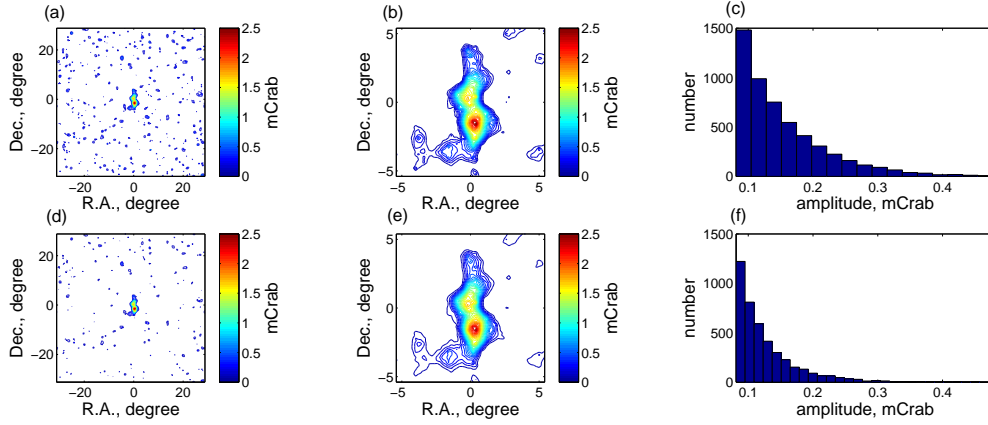 (a)
20
0
−20
Dec., degree
−20
0
20
R.A., degree
2.5
2
1.5
1
0.5
0
mCrab
(b)
5
0
−5
Dec., degree
−5
0
5
R.A., degree
2.5
2
1.5
1
0.5
0
mCrab
(c)
1500
1000
500
0
number
0.1
0.2
0.3
0.4
amplitude, mCrab
(d)
20
0
−20
Dec., degree
−20
0
20
R.A., degree
2.5
2
1.5
1
0.5
0
mCrab
(e)
5
0
−5
Dec., degree
−5
0
5
R.A., degree
2.5
2
1.5
1
0.5
0
mCrab
(f)
1500
1000
500
0
number
0.1
0.2
0.3
0.4
amplitude, mCrab